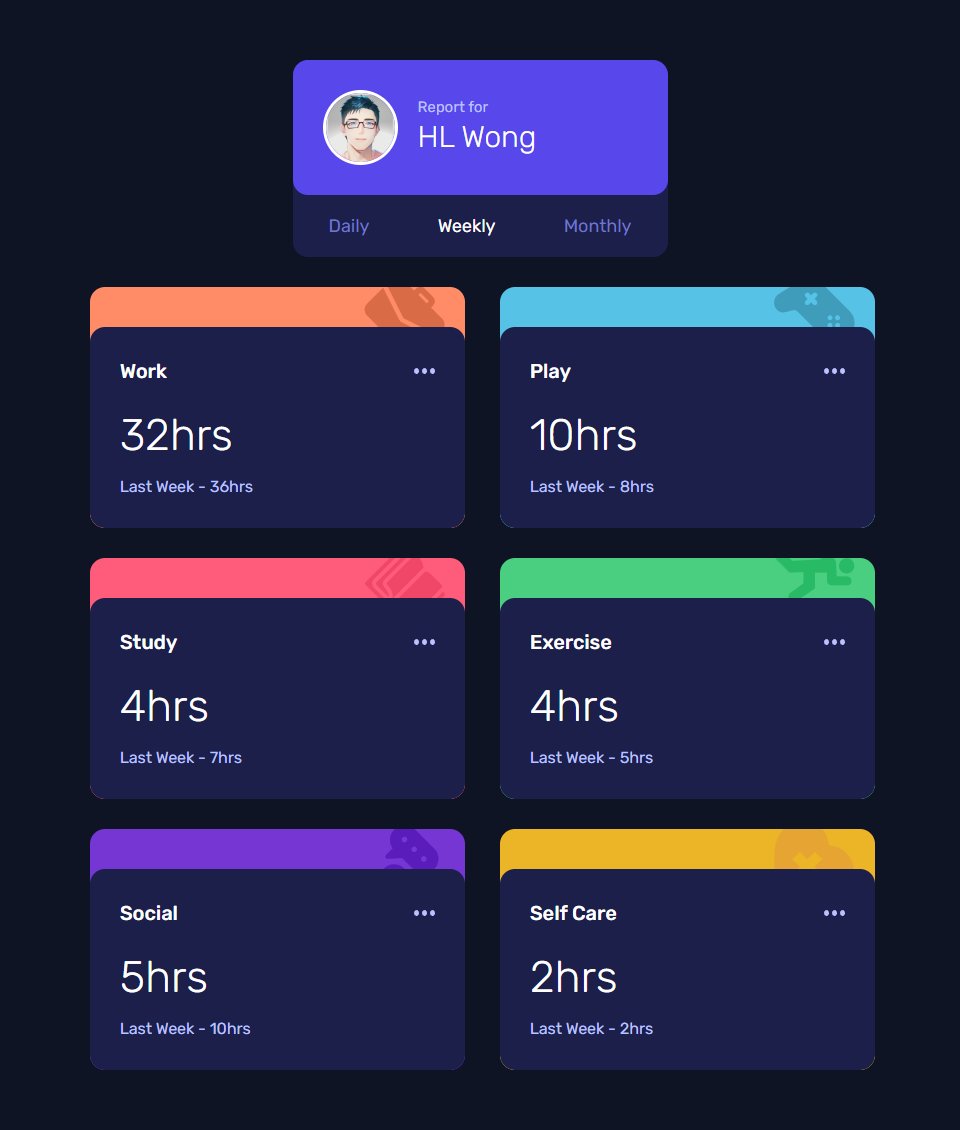 Report for
HL Wong
Daily Weekly Monthly
Work
32hrs
Last Week - 36hrs
Play
10hrs
Last Week - 8hrs
Study
4hrs
Last Week - 7hrs
Exercise
4hrs
Last Week - 5hrs
Social
5hrs
Last Week - 10hrs
Self Care
2hrs
Last Week - 2hrs